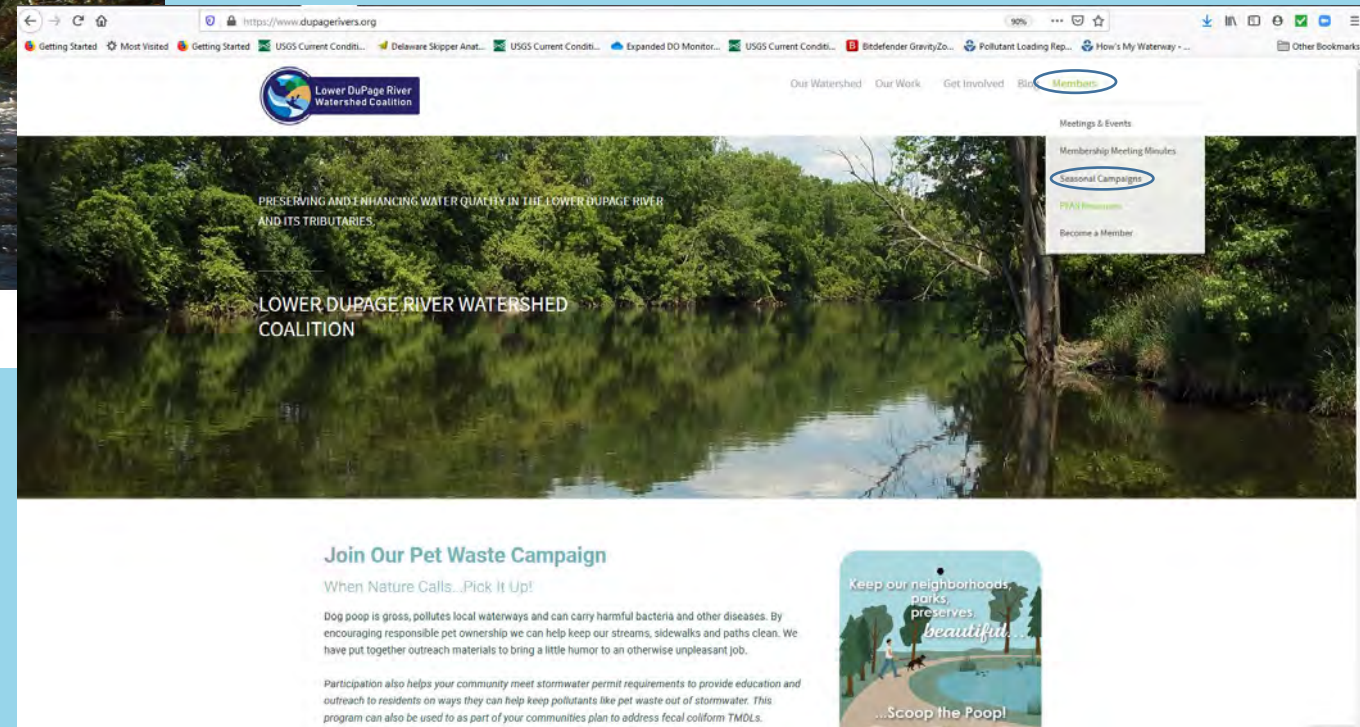 https://www.dupagerivers.org
90%
Getting Started
Most Visited
Getting Started
USGS Current Conditi...
Delaware Skipper Anat...
USGS Current Conditi...
Expanded DO Monitor...
USGS Current Conditi...
Bitdefender GravityZo...
Pollutant Loading Rep...
How's My Waterway - ...
Other Bookmarks
Lower DuPage River
Watershed Coalition
Our Watershed
Our Work
Get Involved
Blog
Members
Meetings & Events
Membership Meeting Minutes
Seasonal Campaigns
PFAS Resources
Become a Member
PRESERVING AND ENHANCING WATER QUALITY IN THE LOWER DUPAGE RIVER
AND ITS TRIBUTARIES.
LOWER DUPAGE RIVER WATERSHED
COALITION
Join Our Pet Waste Campaign
When Nature Calls...Pick It Up!
Dog poop is gross, pollutes local waterways and can carry harmful bacteria and other diseases. By
encouraging responsible pet ownership we can help keep our streams, sidewalks and paths clean. We
have put together outreach materials to bring a little humor to an otherwise unpleasant job.
Participation also helps your community meet stormwater permit requirements to provide education and
outreach to residents on ways they can help keep pollutants like pet waste out of stormwater. This
program can also be used to as part of your communities plan to address fecal coliform TMDLs.
Keep our neighborhoods,
parks,
preserves
beautiful...
...Scoop the Poop!